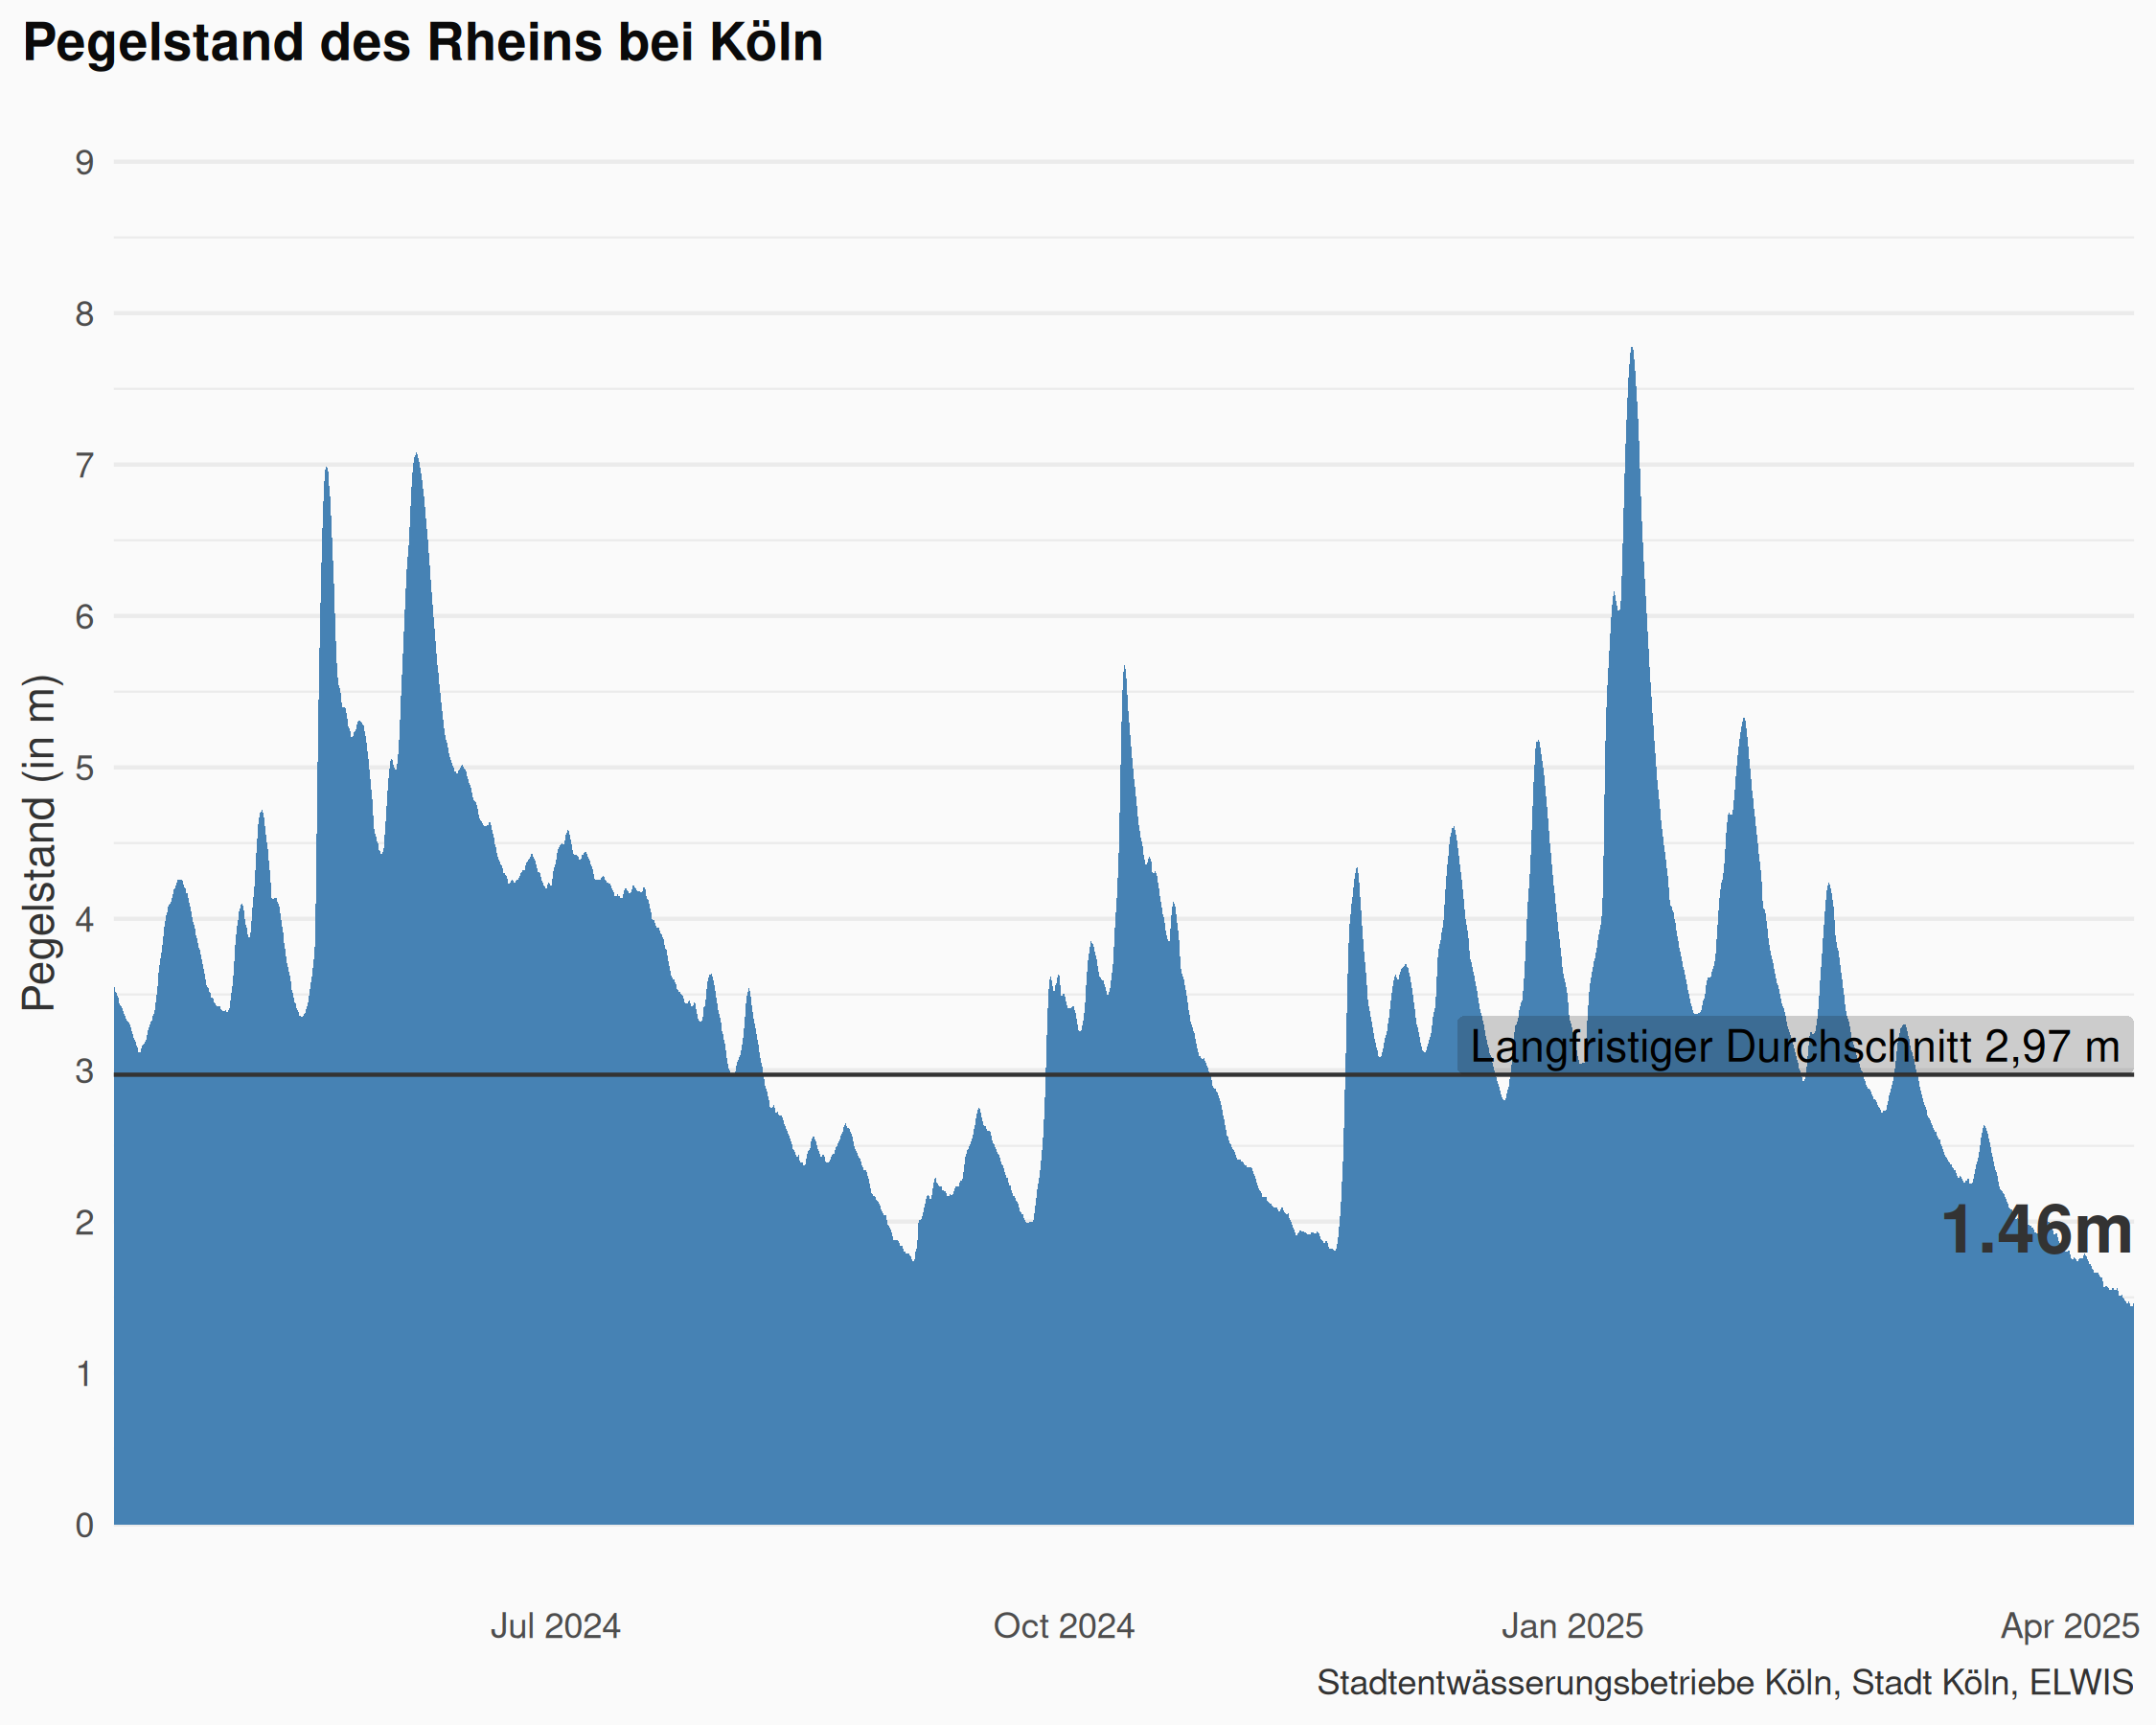 Pegelstand des Rheins bei Köln
Pegelstand (in m)
9
8
7
6
5
4
3
2
1
0
Langfristiger Durchschnitt 2,97 m
1.46m
Jul 2024
Oct 2024
Jan 2025
Apr 2025
Stadtentwässerungsbetriebe Köln, Stadt Köln, ELWIS